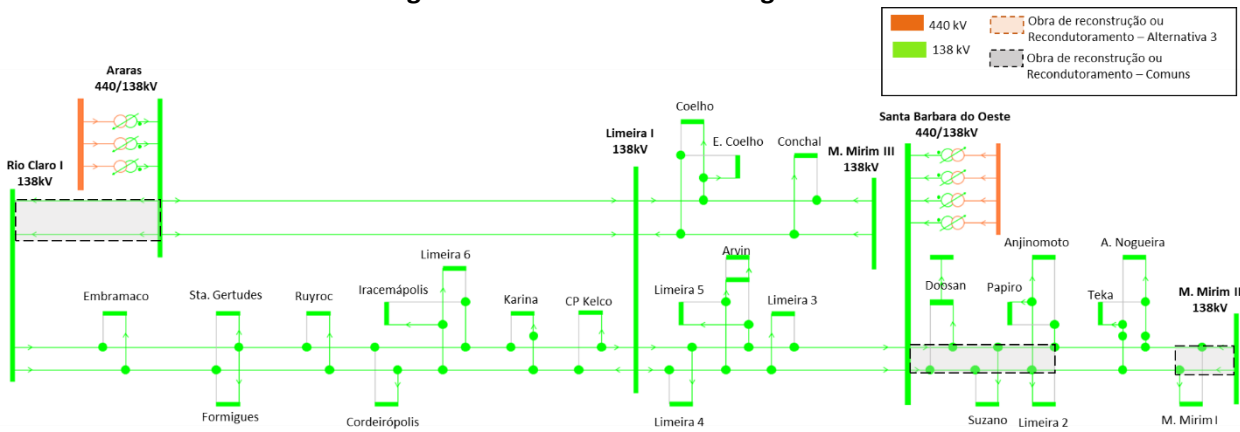 440 kV
138 kV
Obra de reconstrução ou
Recondutoramento – Alternativa 3
Obra de reconstrução ou
Recondutoramento – Comuns
Araras
440/138kV
Rio Claro I
138kV
Limeira I
138kV
Coelho
E. Coelho
Conchal
M. Mirim III
138kV
Santa Barbara do Oeste
440/138kV
Embramaco
Sta. Gertudes
Ruyroc
Iracemápolis
Limeira 6
Karina
CP Kelco
Limeira 5
Arvin
Limeira 3
Doosan
Papiro
Anjinomoto
A. Nogueira
Teka
M. Mirim II
138kV
Formigues
Cordeirópolis
Limeira 4
Suzano
Limeira 2
M. Mirim I